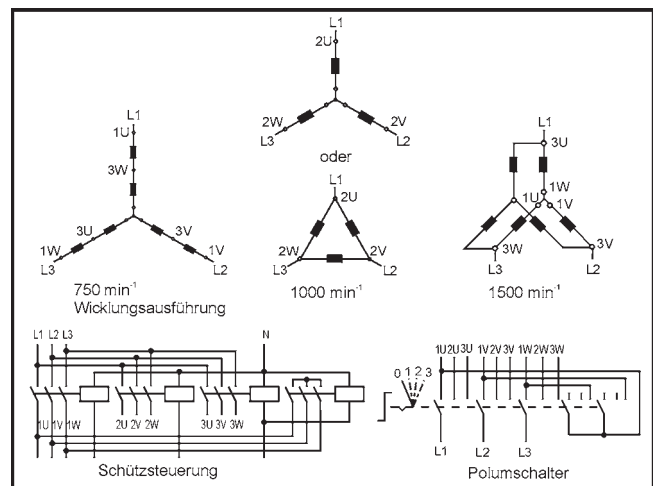 L1
2U
2W
2V
L3
L2
oder
L1
1U
3W
3U
3V
1W
1V
L3
L2
750 min⁻¹
Wicklungsausführung
L1
2U
2W
2V
L3
L2
1000 min⁻¹
L1
3U
1W
1U
1V
3W
3V
L3
L2
1500 min⁻¹
L1 L2 L3
N
1U 1V 1W
2U 2V 2W
3U 3V 3W
Schützsteuerung
0 1 2 3
1U 2U 3U 1V 2V 3V 1W 2W 3W
L1
L2
L3
Polumschalter